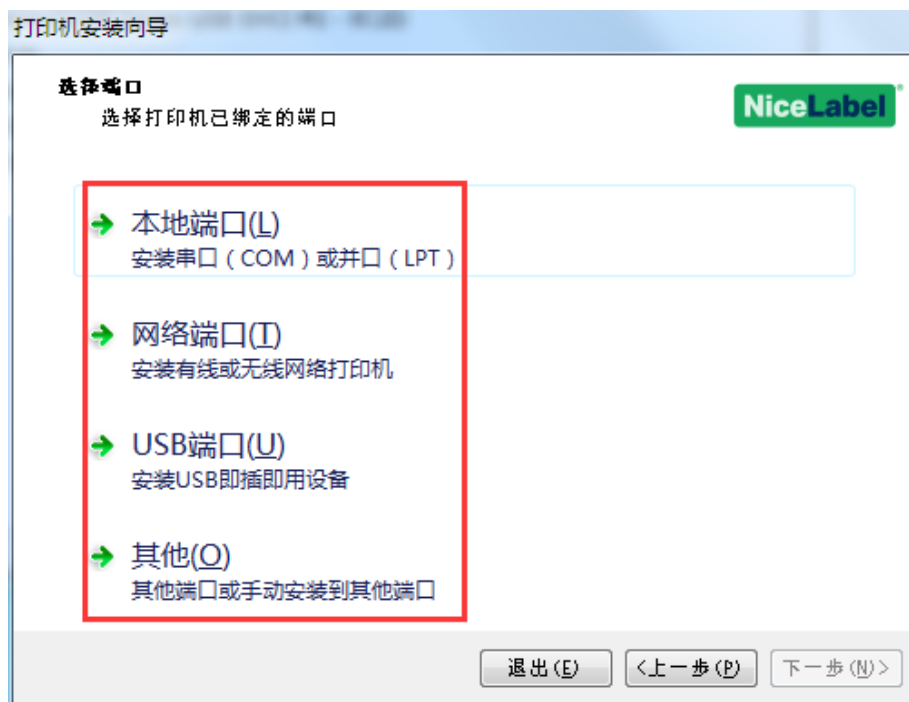 打印机安装向导
选择端口
选择打印机已绑定的端口
NiceLabel
本地端口(L)
安装串口（COM）或并口（LPT）
网络端口(T)
安装有线或无线网络打印机
USB端口(U)
安装USB即插即用设备
其他(O)
其他端口或手动安装到其他端口
退出(E)
<上一步(P)
下一步(N)>